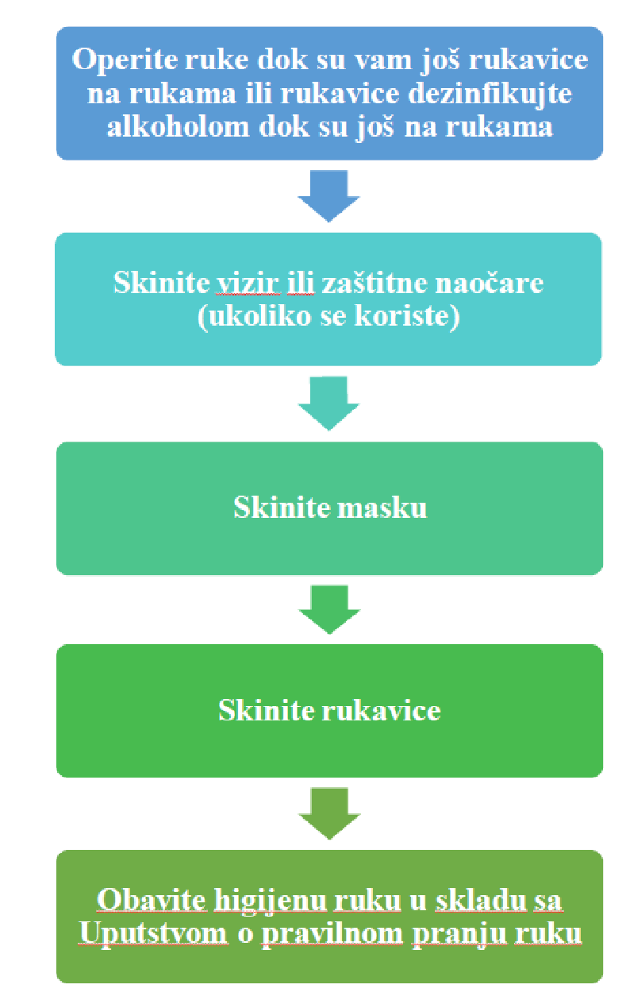 Operite ruke dok su vam još rukavice
na rukama ili rukavice dezinfikujte
alkoholom dok su još na rukama
Skinite vizir ili zaštitne naočare
(ukoliko se koriste)
Skinite masku
Skinite rukavice
Obavite higijenu ruku u skladu sa
Uputstvom o pravilnom pranju ruku